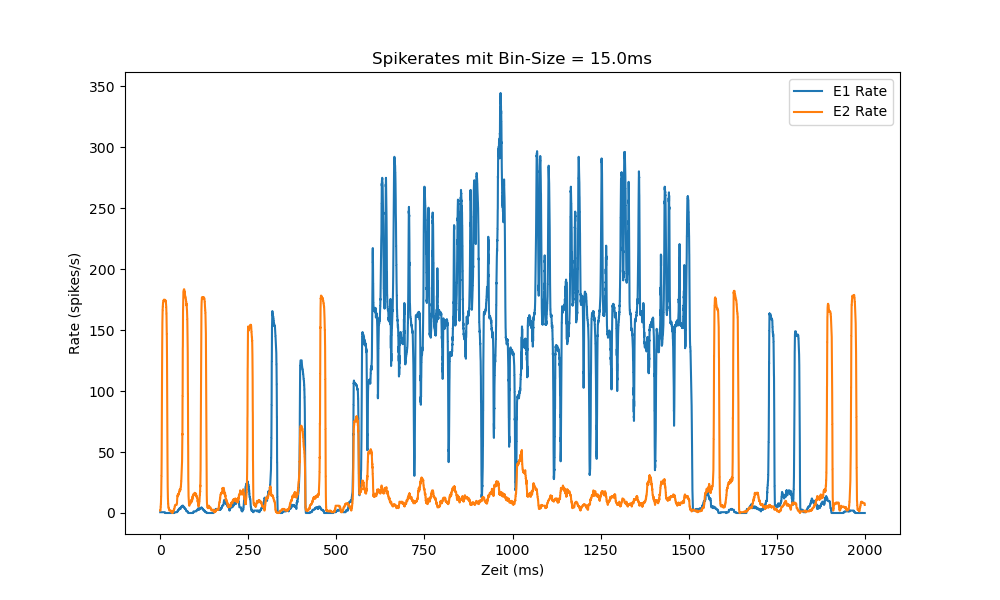 Spikerates mit Bin-Size = 15.0ms
E1 Rate
E2 Rate
Rate (spikes/s)
350
300
250
200
150
100
50
0
0 250 500 750 1000 1250 1500 1750 2000
Zeit (ms)